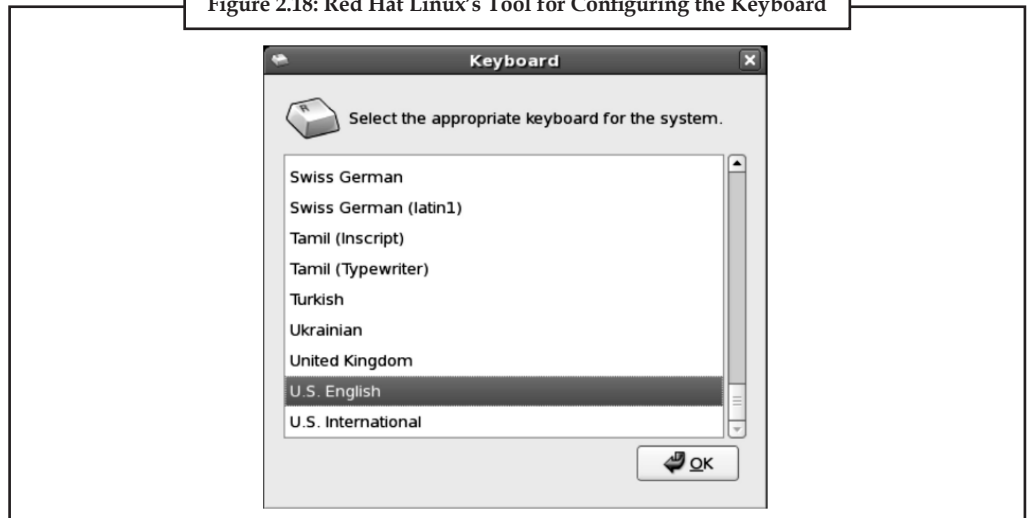 Figure 2.18: Red Hat Linux's Tool for Configuring the Keyboard
Keyboard
R
Select the appropriate keyboard for the system.
Swiss German
Swiss German (latin1)
Tamil (Inscript)
Tamil (Typewriter)
Turkish
Ukrainian
United Kingdom
U.S. English
U.S. International
OK